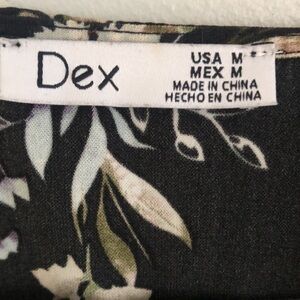 Dex
USA M
MEX M
MADE IN CHINA
HECHO EN CHINA